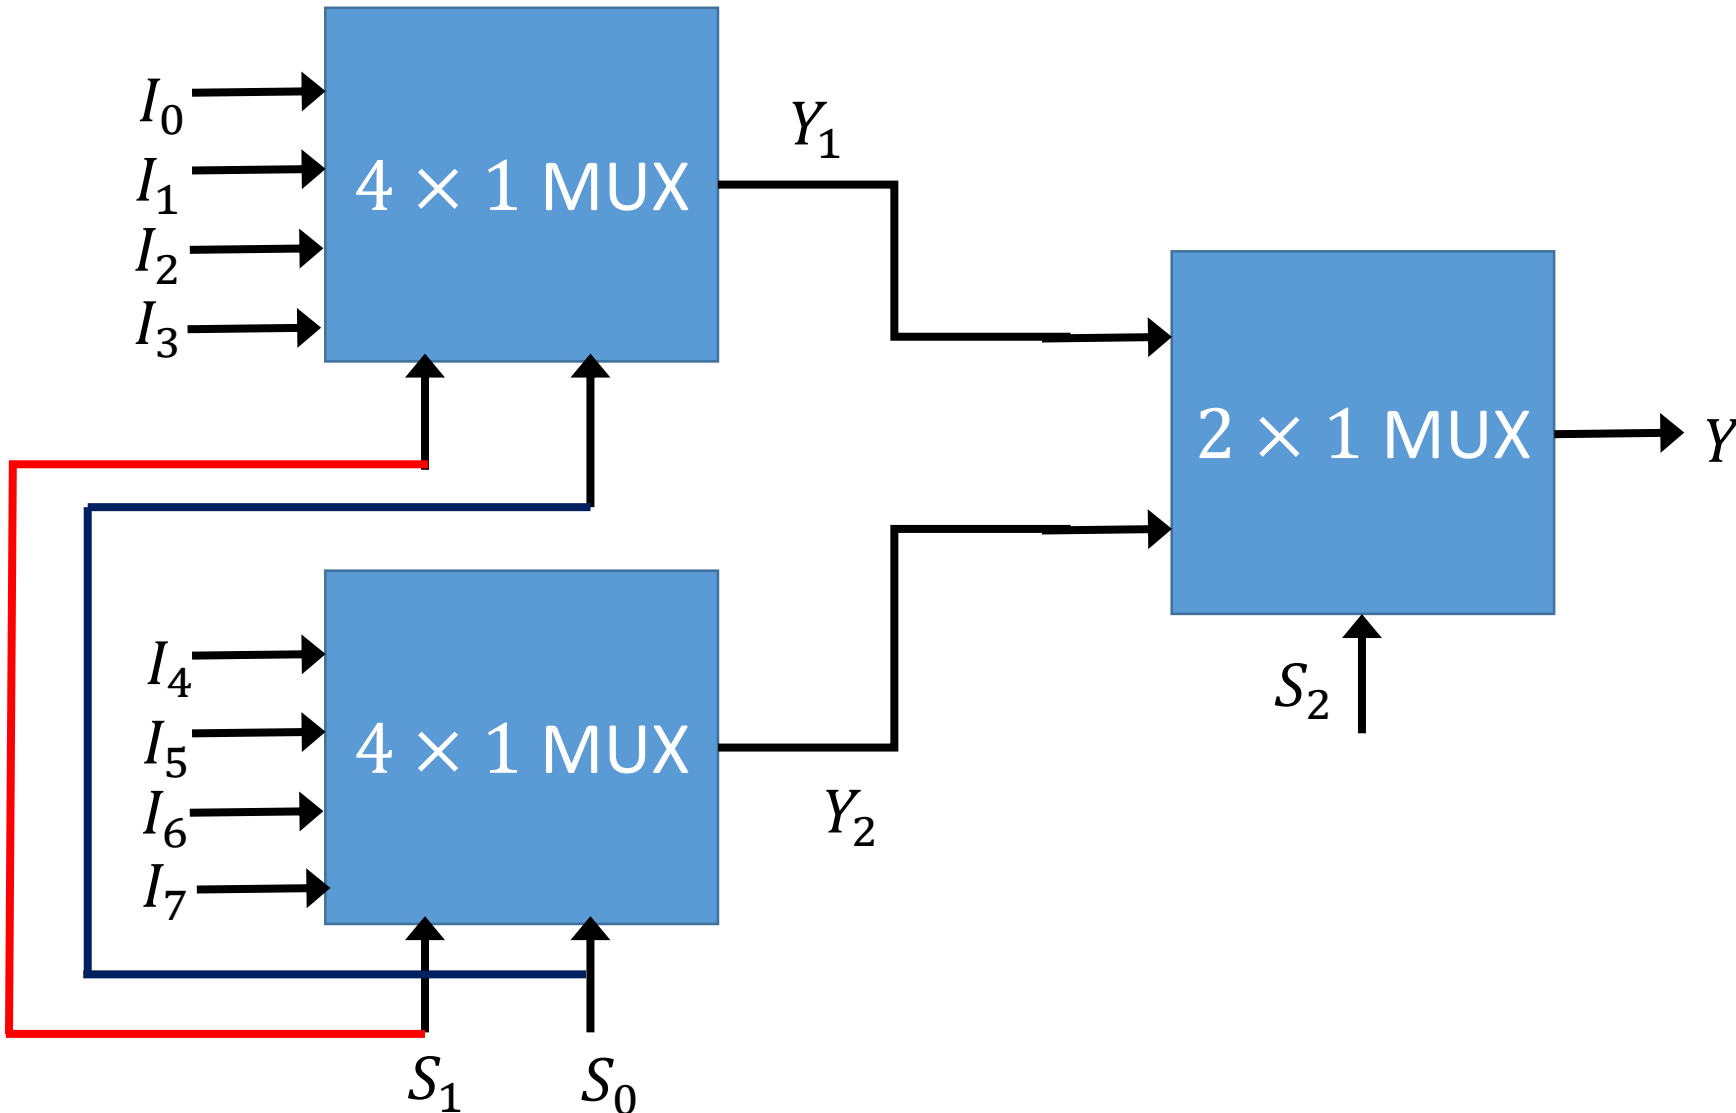 I₀
I₁
I₂
I₃
4 × 1 MUX
Y₁
2 × 1 MUX
Y
S₂
I₄
I₅
I₆
I₇
4 × 1 MUX
Y₂
S₁
S₀